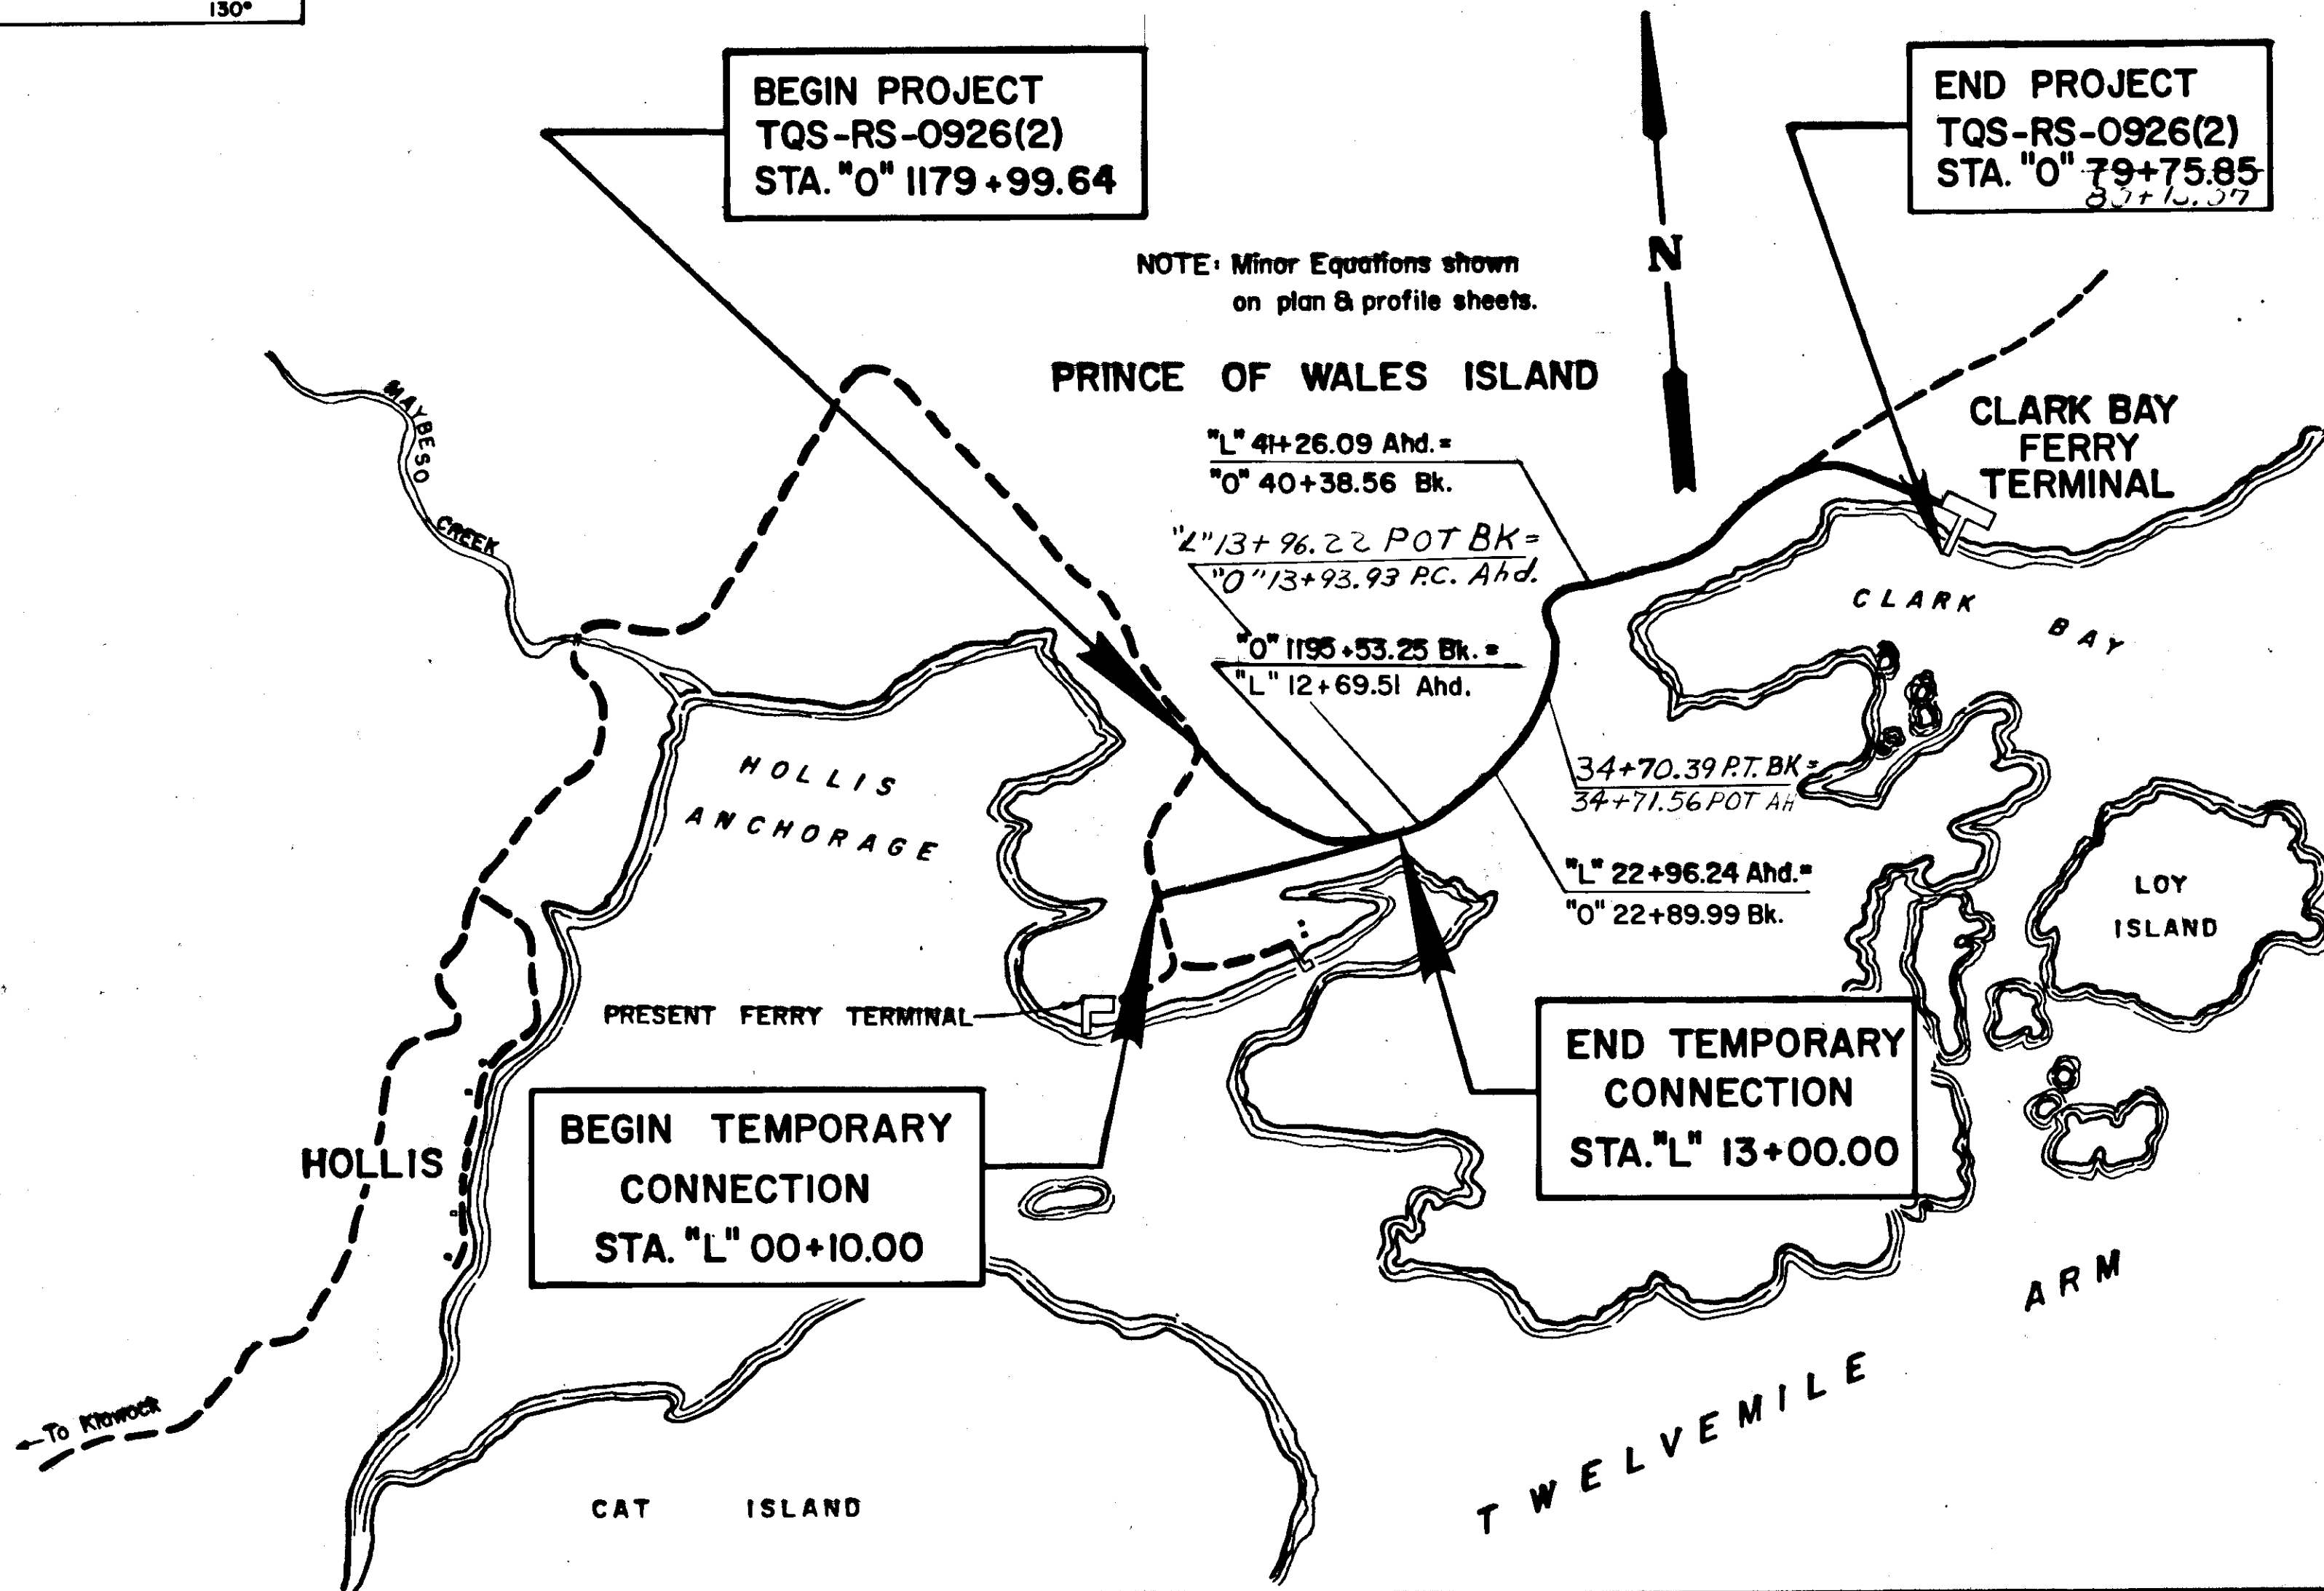 130°
BEGIN PROJECT
TQS-RS-0926(2)
STA. "O" 1179+99.64
END PROJECT
TQS-RS-0926(2)
STA. "O" 79+75.85
N
NOTE: Minor Equations shown
on plan & profile sheets.
PRINCE OF WALES ISLAND
CLARK BAY
FERRY
TERMINAL
MAYBESO
CREEK
"L" 41+26.09 Ahd.=
"O" 40+38.56 Bk.
"L" 13+96.22 POT BK=
"O" 13+93.93 P.C. Ahd.
"O" 1195+53.25 Bk.=
"L" 12+69.51 Ahd.
CLARK BAY
HOLLIS
ANCHORAGE
34+70.39 P.T. BK=
34+71.56 POT AH
"L" 22+96.24 Ahd.=
"O" 22+89.99 Bk.
LOY
ISLAND
PRESENT FERRY TERMINAL
END TEMPORARY
CONNECTION
STA. "L" 13+00.00
BEGIN TEMPORARY
CONNECTION
STA. "L" 00+10.00
HOLLIS
To Klawock
CAT ISLAND
TWELVEMILE ARM